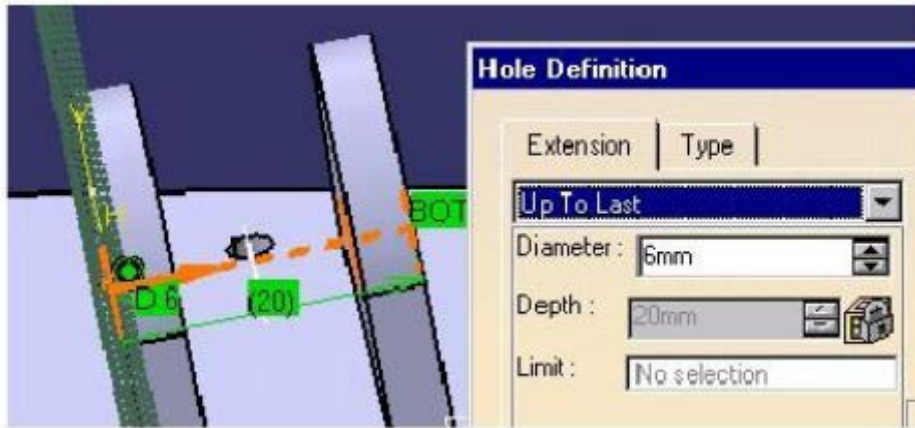 Hole Definition
Extension
Type
Up To Last
Diameter :
6mm
Depth :
20mm
Limit :
No selection
BOT
D 6
(20)